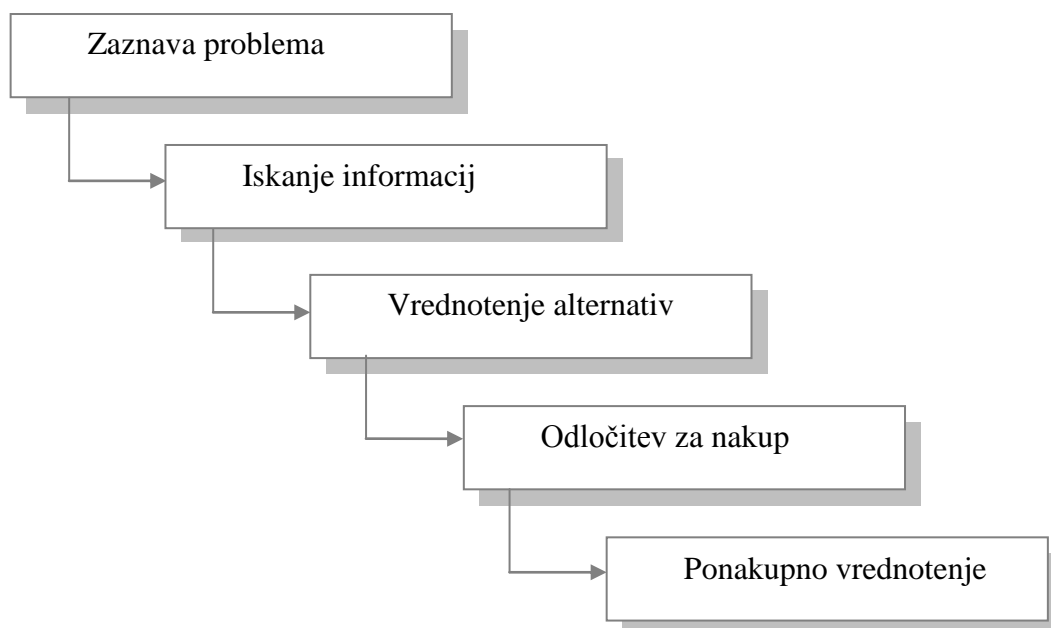 Zaznava problema
Iskanje informacij
Vrednotenje alternativ
Odločitev za nakup
Ponakupno vrednotenje